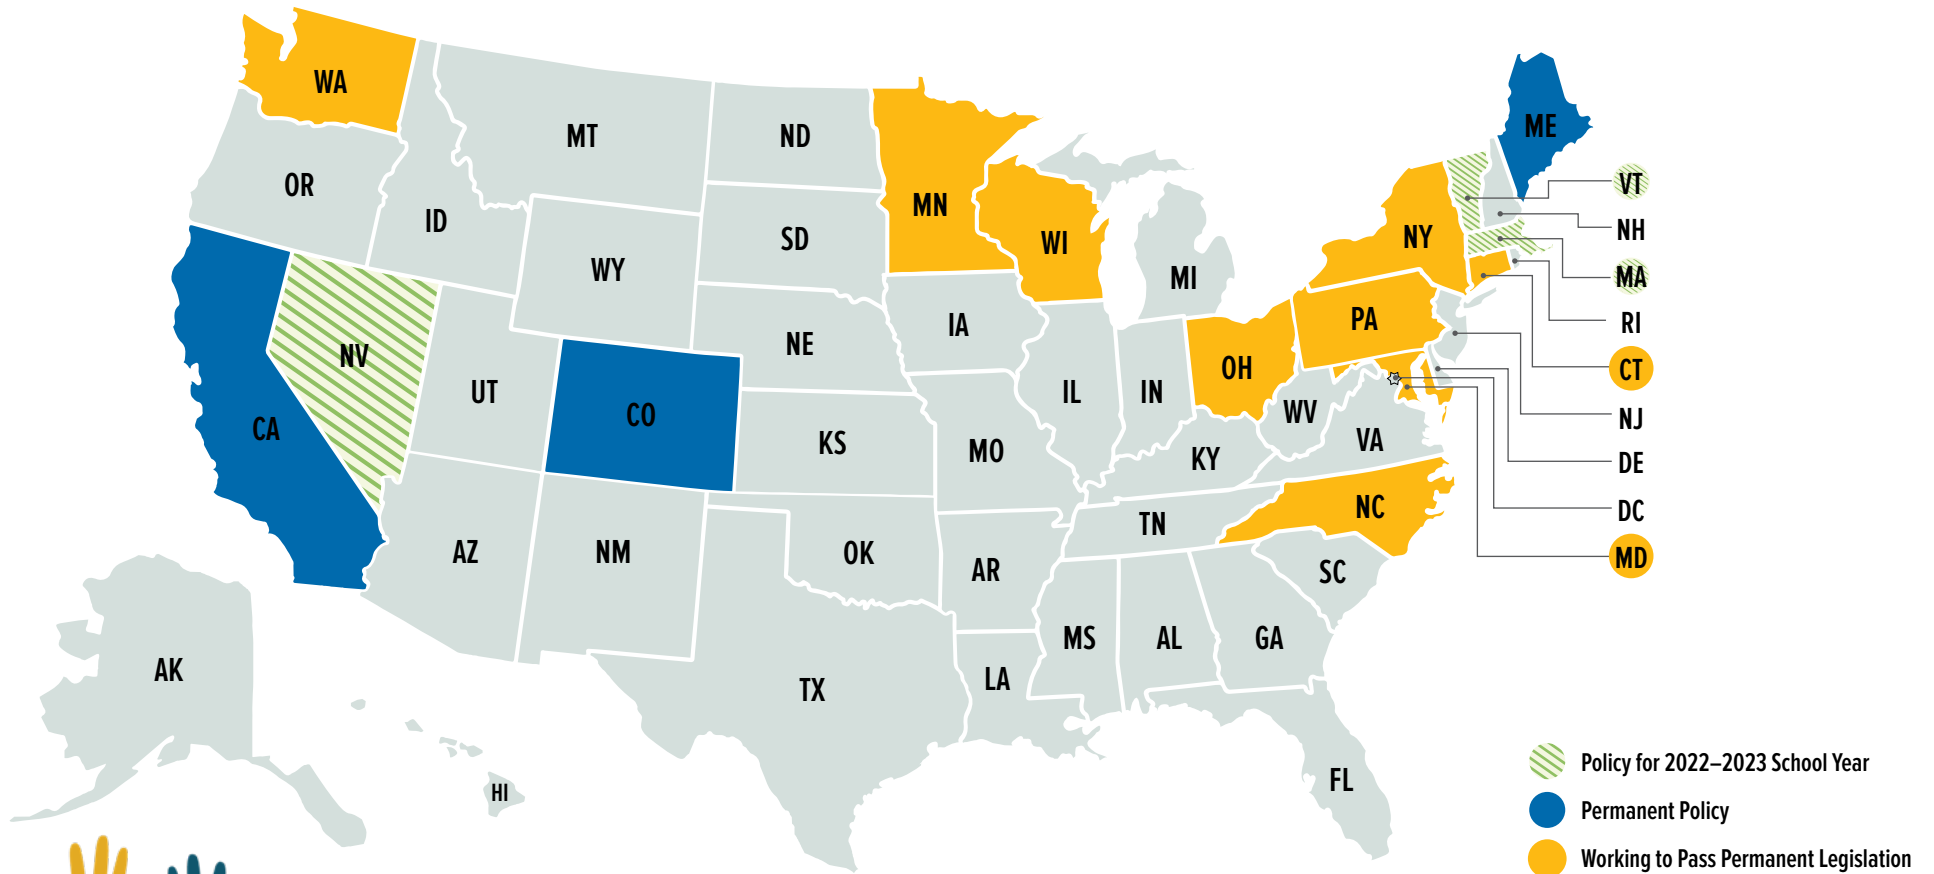 WA
MT
ND
ME
OR
ID
MN
SD
WI
NY
WY
MI
VT
NH
MA
RI
CT
NJ
DE
DC
MD
NV
UT
CO
NE
IA
PA
OH
CA
KS
MO
IL
IN
WV
VA
KY
NC
TN
AZ
NM
OK
AR
SC
MS
AL
GA
AK
TX
LA
HI
FL
Policy for 2022–2023 School Year
Permanent Policy
Working to Pass Permanent Legislation